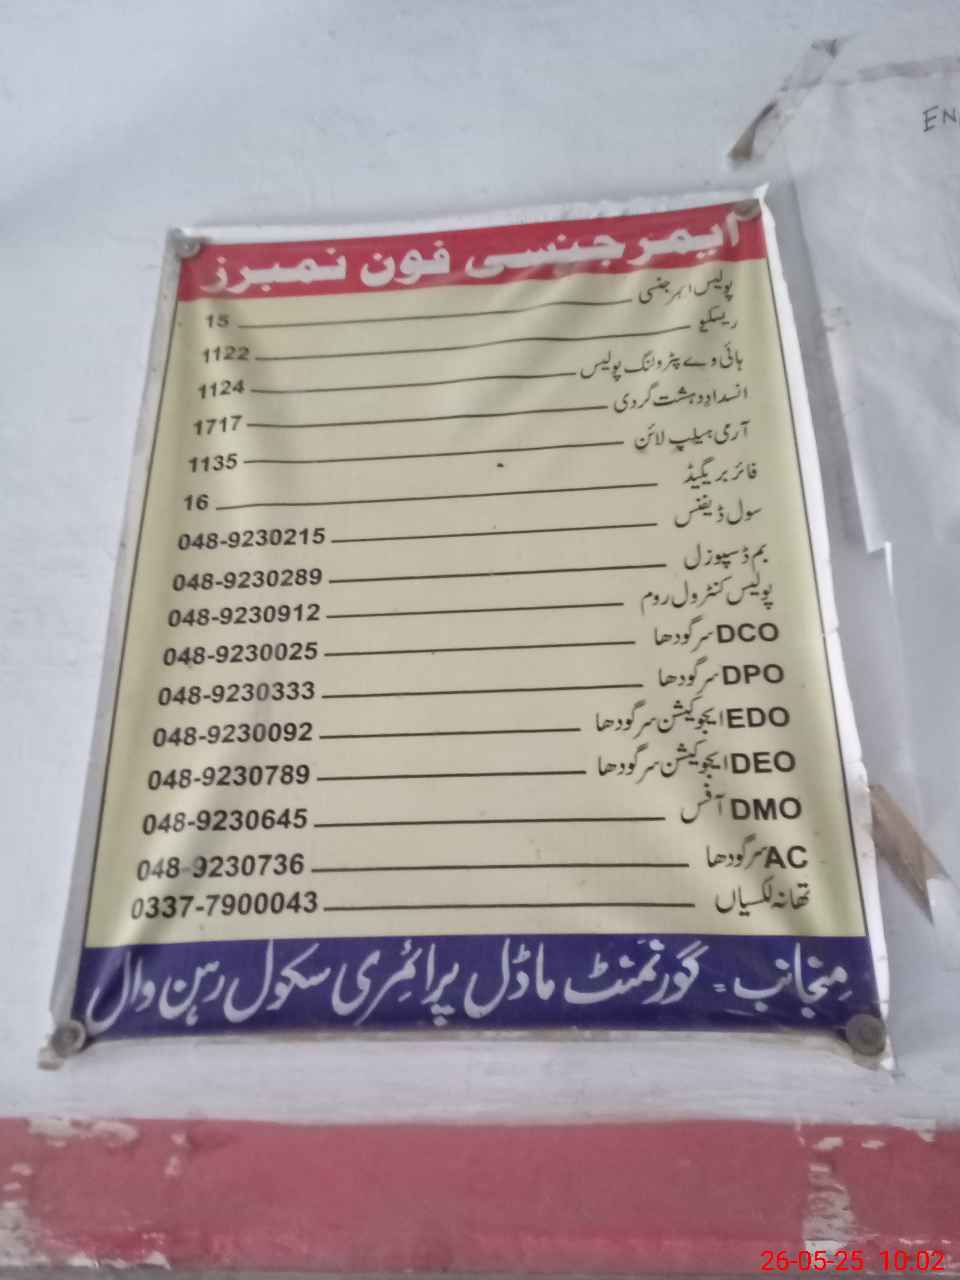 ایمرجنسی فون نمبرز
پولیس ایمرجنسی 15
ریسکیو 1122
ہائی وے پٹرولنگ پولیس 1124
انسداد دہشت گردی 1717
آرمی ہیلپ لائن 1135
فائر بریگیڈ 16
سول ڈیفنس 048-9230215
بم ڈسپوزل 048-9230289
پولیس کنٹرول روم 048-9230912
DCO سرگودھا 048-9230025
DPO سرگودھا 048-9230333
EDO ایجوکیشن سرگودھا 048-9230092
DEO ایجوکیشن سرگودھا 048-9230789
DMO آفس 048-9230645
AC سرگودھا 048-9230736
تھانہ لکسیاں 0337-7900043
منجانب = گورنمنٹ ماڈل پرائمری سکول رہن وال
26-05-25 10:02